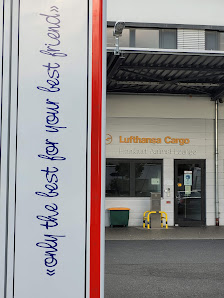 «only the best for your best friend»
Lufthansa Cargo